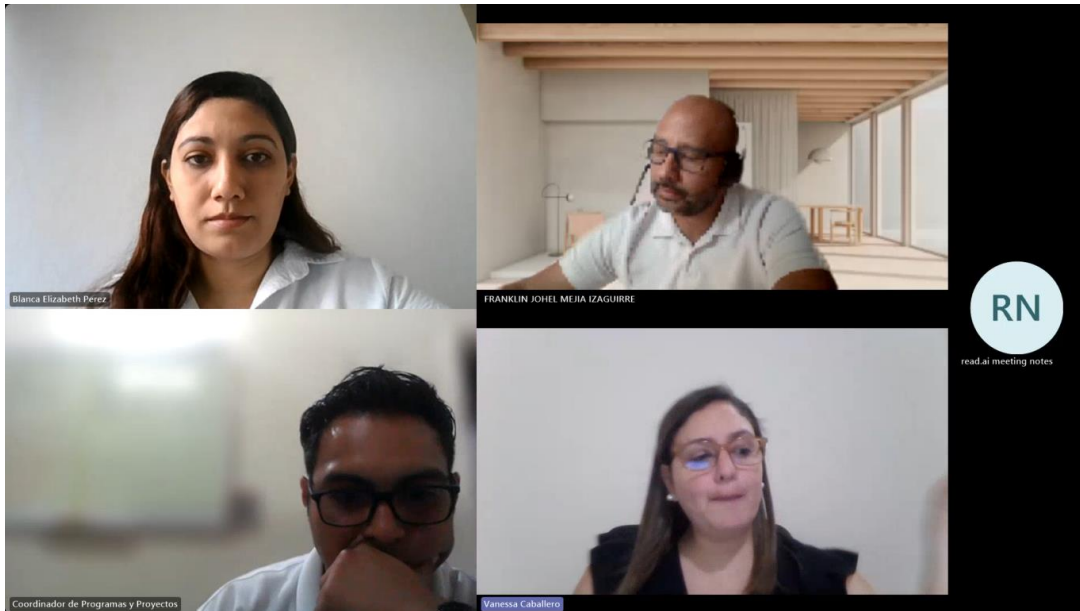 Blanca Elizabeth Perez
FRANKLIN JOHEL MEJIA IZAGUIRRE
RN
read.ai meeting notes
Coordinador de Programas y Proyectos
Vanessa Caballero